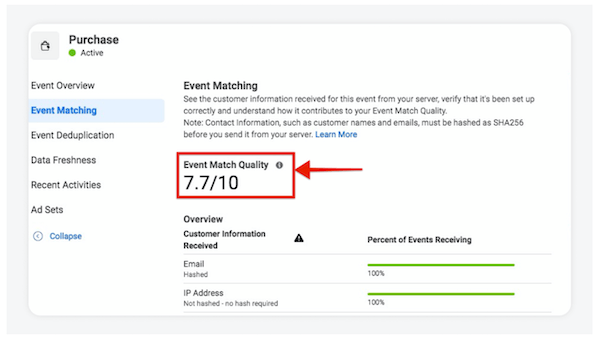 Purchase
Active
Event Overview
Event Matching
Event Deduplication
Data Freshness
Recent Activities
Ad Sets
Collapse
Event Matching
See the customer information received for this event from your server, verify that it's been set up
correctly and understand how it contributes to your Event Match Quality.
Note: Contact Information, such as customer names and emails, must be hashed as SHA256
before you send it from your server. Learn More
Event Match Quality
7.7/10
Overview
Customer Information
Received
Percent of Events Receiving
Email
Hashed
100%
IP Address
Not hashed - no hash required
100%